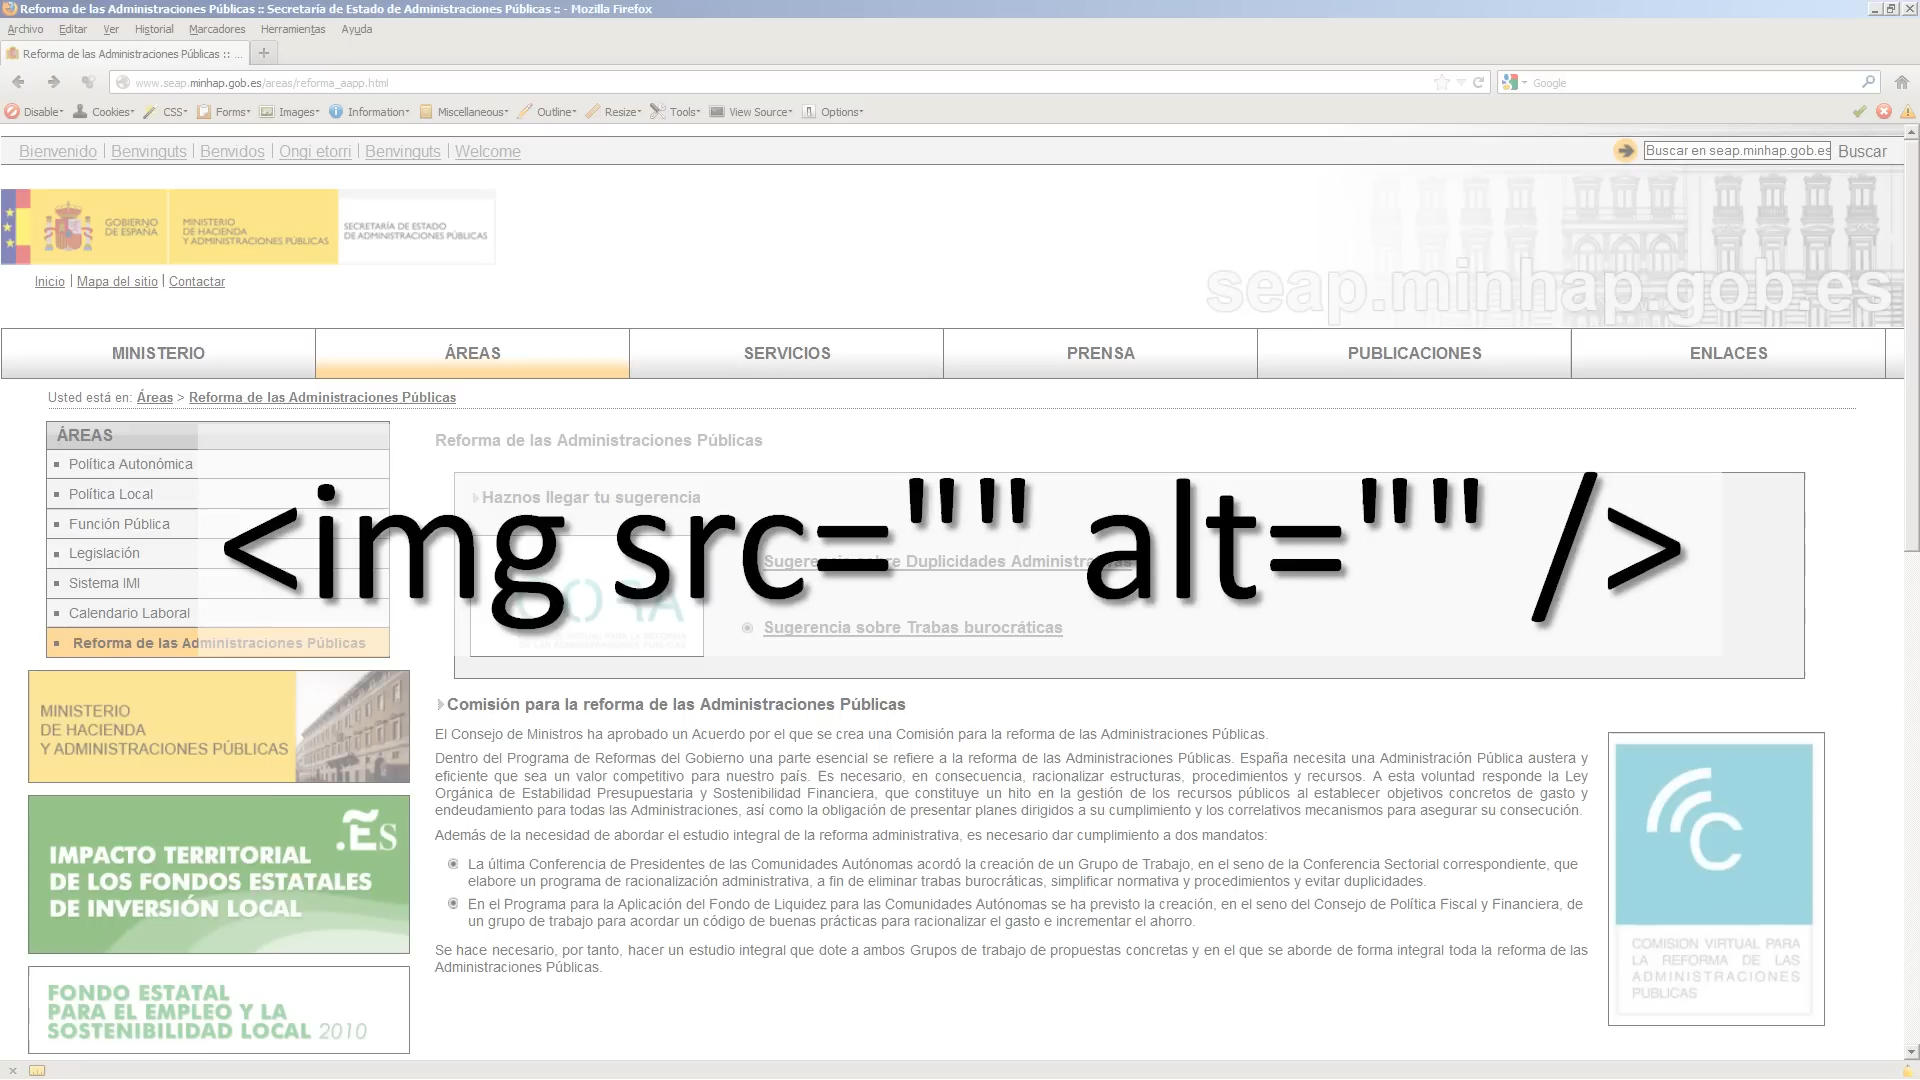 Reforma de las Administraciones Públicas :: Secretaría de Estado de Administraciones Públicas :: - Mozilla Firefox
Archivo Editar Ver Historial Marcadores Herramientas Ayuda
Reforma de las Administraciones Públicas :: ...
www.seap.minhap.gob.es/areas/reforma_aapp.html
Google
Disable Cookies CSS Forms Images Information Miscellaneous Outline Resize Tools View Source Options
Bienvenido | Benvinguts | Benvidos | Ongi etorri | Benvinguts | Welcome
Buscar en seap.minhap.gob.es Buscar
GOBIERNO
DE ESPAÑA
MINISTERIO
DE HACIENDA
Y ADMINISTRACIONES PÚBLICAS
SECRETARÍA DE ESTADO
DE ADMINISTRACIONES PÚBLICAS
Inicio | Mapa del sitio | Contactar
seap.minhap.gob.es
MINISTERIO ÁREAS SERVICIOS PRENSA PUBLICACIONES ENLACES
Usted está en: Áreas > Reforma de las Administraciones Públicas
ÁREAS
Política Autonómica
Política Local
Función Pública
Legislación
Sistema IMI
Calendario Laboral
Reforma de las Administraciones Públicas
Reforma de las Administraciones Públicas
Haznos llegar tu sugerencia
<img src="" alt="" />
Sugerencia sobre Duplicidades Administrativas
Sugerencia sobre Trabas burocráticas
MINISTERIO
DE HACIENDA
Y ADMINISTRACIONES PÚBLICAS
.Es
IMPACTO TERRITORIAL
DE LOS FONDOS ESTATALES
DE INVERSIÓN LOCAL
FONDO ESTATAL
PARA EL EMPLEO Y LA
SOSTENIBILIDAD LOCAL 2010
Comisión para la reforma de las Administraciones Públicas
El Consejo de Ministros ha aprobado un Acuerdo por el que se crea una Comisión para la reforma de las Administraciones Públicas.
Dentro del Programa de Reformas del Gobierno una parte esencial se refiere a la reforma de las Administraciones Públicas. España necesita una Administración Pública austera y
eficiente que sea un valor competitivo para nuestro país. Es necesario, en consecuencia, racionalizar estructuras, procedimientos y recursos. A esta voluntad responde la Ley
Orgánica de Estabilidad Presupuestaria y Sostenibilidad Financiera, que constituye un hito en la gestión de los recursos públicos al establecer objetivos concretos de gasto y
endeudamiento para todas las Administraciones, así como la obligación de presentar planes dirigidos a su cumplimiento y los correlativos mecanismos para asegurar su consecución.
Además de la necesidad de abordar el estudio integral de la reforma administrativa, es necesario dar cumplimiento a dos mandatos:
La última Conferencia de Presidentes de las Comunidades Autónomas acordó la creación de un Grupo de Trabajo, en el seno de la Conferencia Sectorial correspondiente, que
elabore un programa de racionalización administrativa, a fin de eliminar trabas burocráticas, simplificar normativa y procedimientos y evitar duplicidades.
En el Programa para la Aplicación del Fondo de Liquidez para las Comunidades Autónomas se ha previsto la creación, en el seno del Consejo de Política Fiscal y Financiera, de
un grupo de trabajo para acordar un código de buenas prácticas para racionalizar el gasto e incrementar el ahorro.
Se hace necesario, por tanto, hacer un estudio integral que dote a ambos Grupos de trabajo de propuestas concretas y en el que se aborde de forma integral toda la reforma de las
Administraciones Públicas.
COMISION VIRTUAL PARA
LA REFORMA DE LAS
ADMINISTRACIONES
PUBLICAS